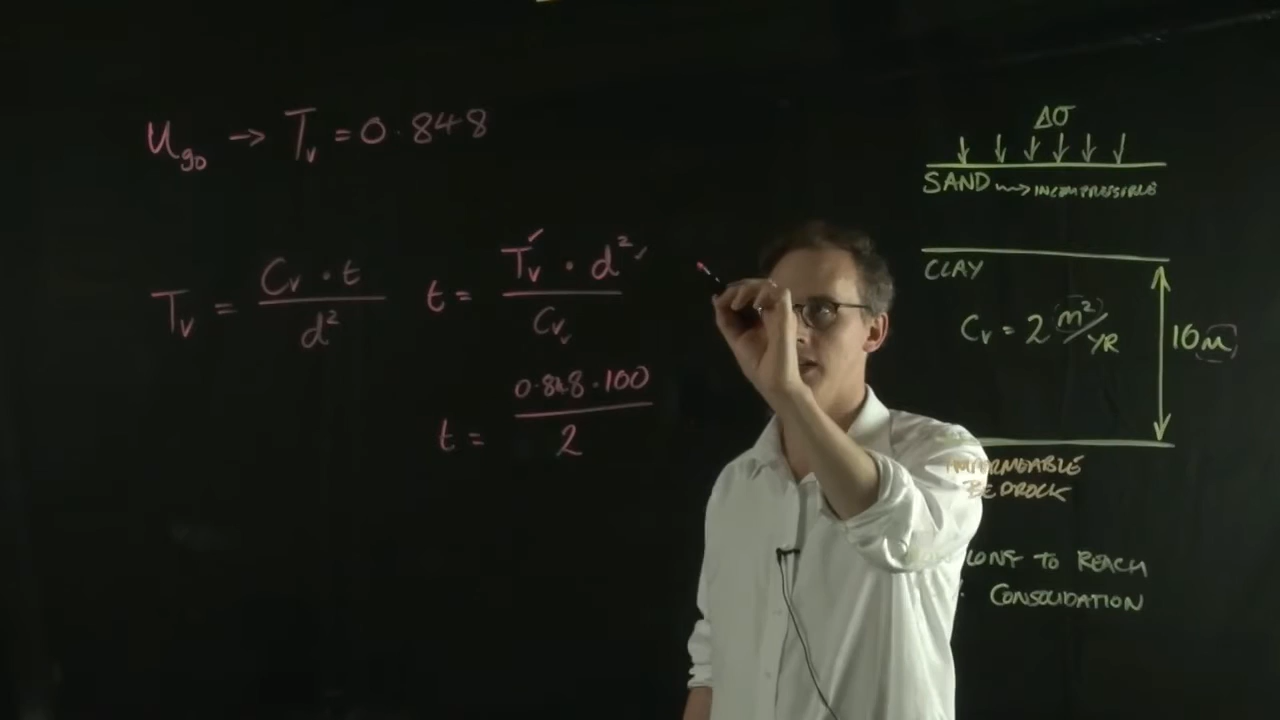 U₉₀ → Tᵥ = 0.848
Tᵥ = Cᵥ · t / d²
t = Tᵥ ✓ · d² ✓ / Cᵥ
t = 0.848 · 100 / 2
Δσ
SAND → INCOMPRESSIBLE
CLAY
Cᵥ = 2 m²/YR
10m
IMPERMEABLE
BEDROCK
LONG TO REACH
CONSOLIDATION